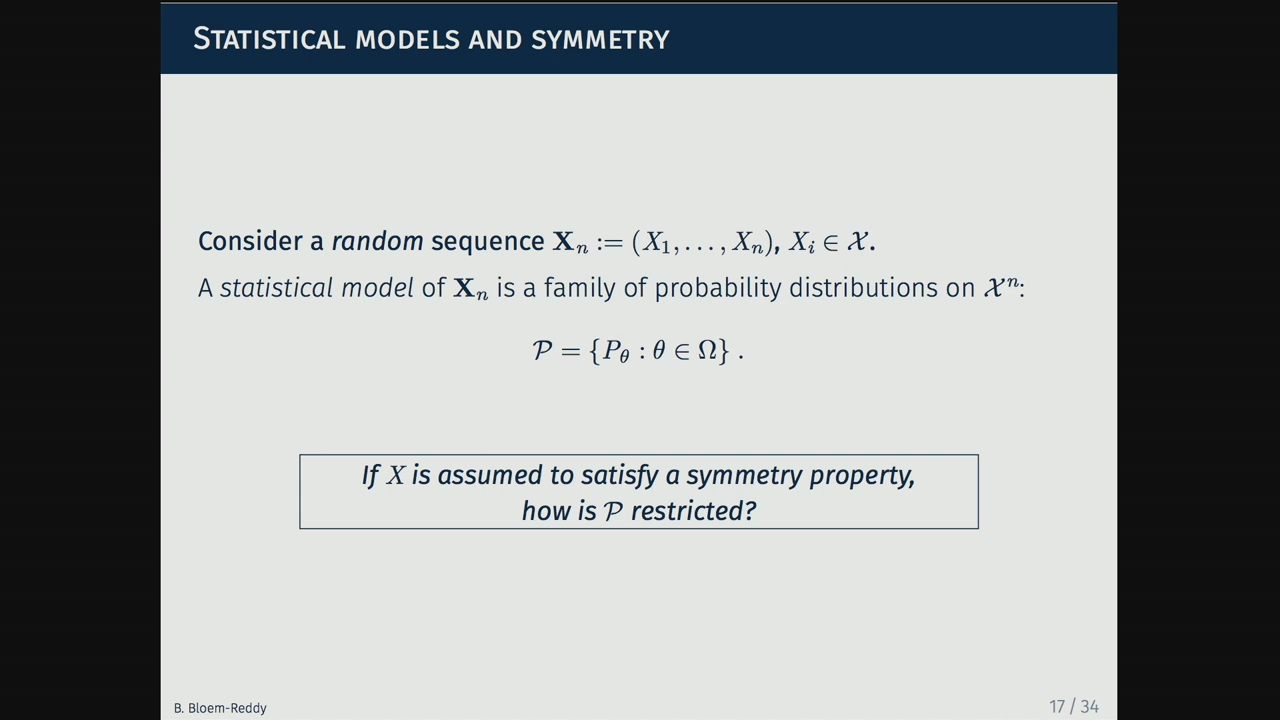 STATISTICAL MODELS AND SYMMETRY
Consider a random sequence 𝐗ₙ := (X₁, . . . , Xₙ), Xᵢ ∈ 𝒳.
A statistical model of 𝐗ₙ is a family of probability distributions on 𝒳ⁿ:
𝒫 = {P_θ : θ ∈ Ω} .
If X is assumed to satisfy a symmetry property,
how is 𝒫 restricted?
B. Bloem-Reddy
17 / 34